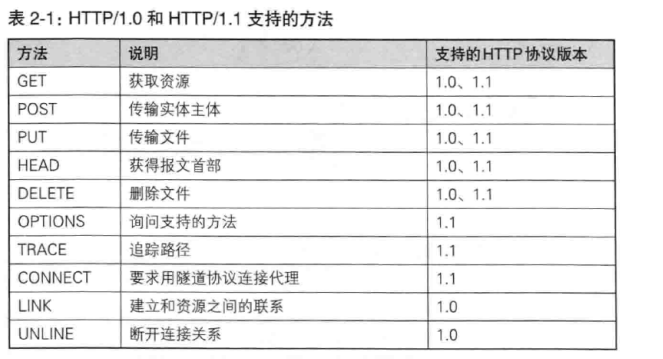 表 2-1：HTTP/1.0 和 HTTP/1.1 支持的方法
方法 说明 支持的HTTP协议版本
GET 获取资源 1.0、1.1
POST 传输实体主体 1.0、1.1
PUT 传输文件 1.0、1.1
HEAD 获得报文首部 1.0、1.1
DELETE 删除文件 1.0、1.1
OPTIONS 询问支持的方法 1.1
TRACE 追踪路径 1.1
CONNECT 要求用隧道协议连接代理 1.1
LINK 建立和资源之间的联系 1.0
UNLINE 断开连接关系 1.0